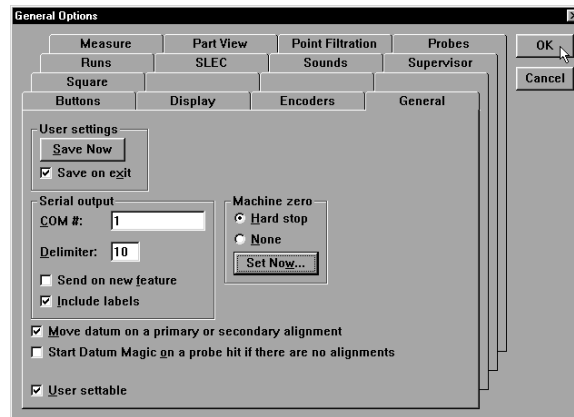 General Options
Measure Part View Point Filtration Probes
Runs SLEC Sounds Supervisor
Square
Buttons Display Encoders General
OK
Cancel
User settings
Save Now
Save on exit
Serial output
COM #: 1
Delimiter: 10
Send on new feature
Include labels
Machine zero
Hard stop
None
Set Now...
Move datum on a primary or secondary alignment
Start Datum Magic on a probe hit if there are no alignments
User settable